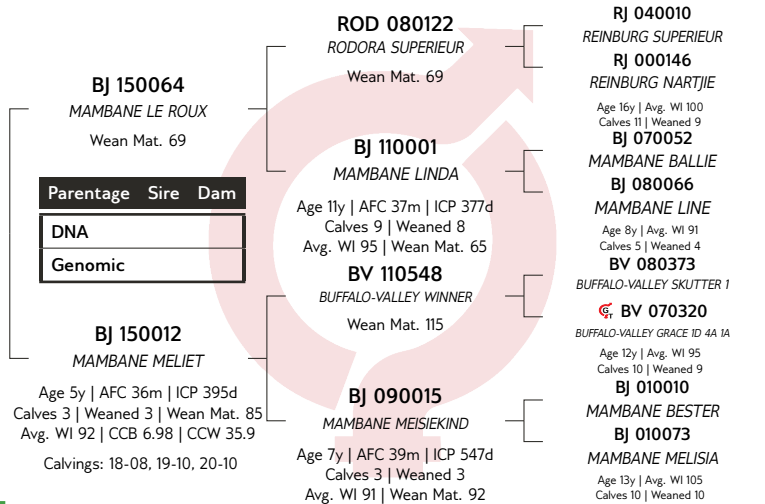 BJ 150064
MAMBANE LE ROUX
Wean Mat. 69
Parentage Sire Dam
DNA
Genomic
BJ 150012
MAMBANE MELIET
Age 5y | AFC 36m | ICP 395d
Calves 3 | Weaned 3 | Wean Mat. 85
Avg. WI 92 | CCB 6.98 | CCW 35.9
Calvings: 18-08, 19-10, 20-10
ROD 080122
RODORA SUPERIEUR
Wean Mat. 69
BJ 110001
MAMBANE LINDA
Age 11y | AFC 37m | ICP 377d
Calves 9 | Weaned 8
Avg. WI 95 | Wean Mat. 65
BV 110548
BUFFALO-VALLEY WINNER
Wean Mat. 115
BJ 090015
MAMBANE MEISIEKIND
Age 7y | AFC 39m | ICP 547d
Calves 3 | Weaned 3
Avg. WI 91 | Wean Mat. 92
RJ 040010
REINBURG SUPERIEUR
RJ 000146
REINBURG NARTJIE
Age 16y | Avg. WI 100
Calves 11 | Weaned 9
BJ 070052
MAMBANE BALLIE
BJ 080066
MAMBANE LINE
Age 8y | Avg. WI 91
Calves 5 | Weaned 4
BV 080373
BUFFALO-VALLEY SKUTTER 1
GT BV 070320
BUFFALO-VALLEY GRACE 1D 4A 1A
Age 12y | Avg. WI 95
Calves 10 | Weaned 9
BJ 010010
MAMBANE BESTER
BJ 010073
MAMBANE MELISIA
Age 13y | Avg. WI 105
Calves 10 | Weaned 10